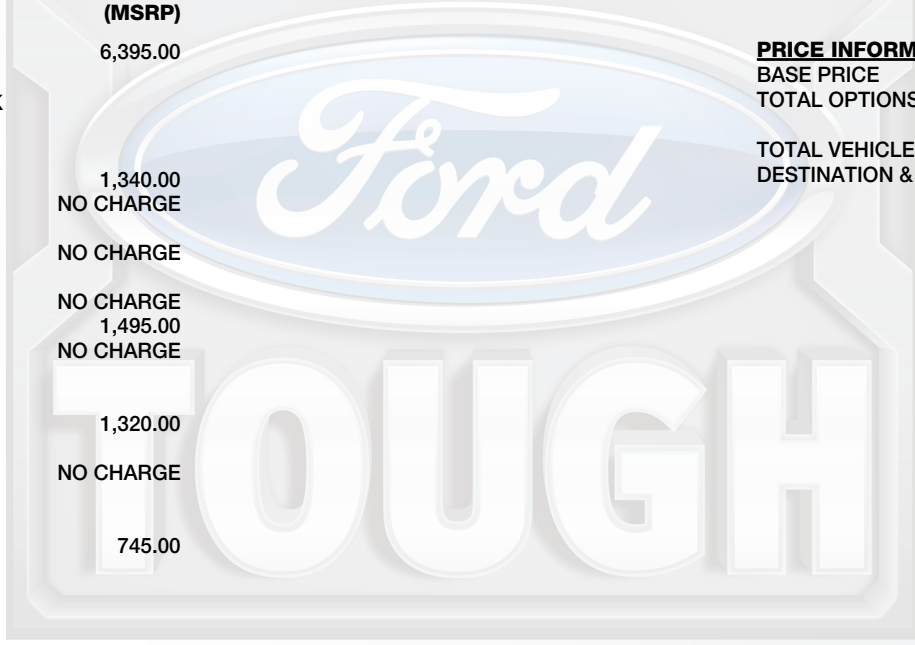 (MSRP)
6,395.00
PRICE INFORM
BASE PRICE
TOTAL OPTIONS
TOTAL VEHICLE
DESTINATION &
1,340.00
NO CHARGE
NO CHARGE
NO CHARGE
1,495.00
NO CHARGE
1,320.00
NO CHARGE
745.00
Ford
TOUGH